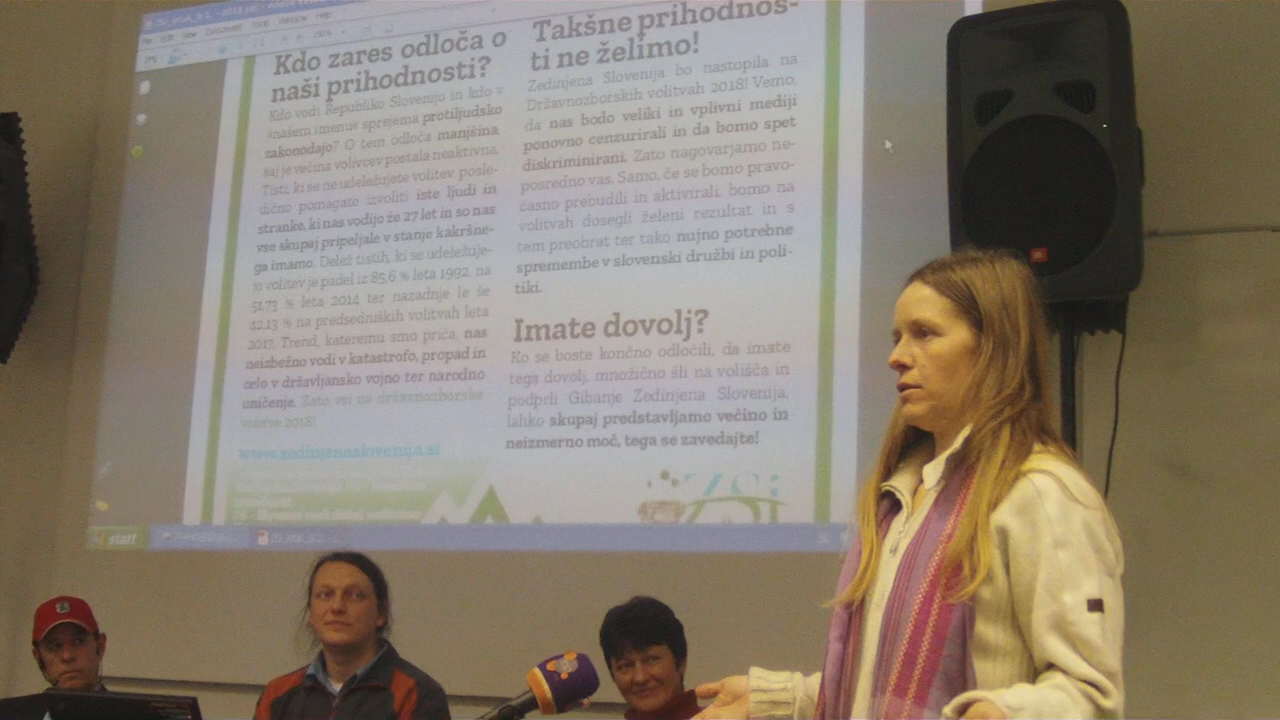 Window Help
Kdo zares odloča o
naši prihodnosti?
Kdo vodi Republiko Slovenijo in kdo v
»našem imenu« sprejema protiljudsko
zakonodajo? O tem odloča manjšina,
saj je večina volivcev postala neaktivna.
Tisti, ki se ne udeležujete volitev, posle-
dično pomagate izvoliti iste ljudi in
stranke, ki nas vodijo že 27 let in so nas
vse skupaj pripeljale v stanje kakršne-
ga imamo. Delež tistih, ki se udeležuje-
jo volitev je padel iz 85,6 % leta 1992, na
51,73 % leta 2014 ter nazadnje le še
42,13 % na predsedniških volitvah leta
2017. Trend, kateremu smo priča, nas
neizbežno vodi v katastrofo, propad in
celo v državljansko vojno ter narodno
uničenje. Zato vsi na državnozborske
volitve 2018!
www.zedinjenaslovenija.si
Takšne prihodnos-
ti ne želimo!
Zedinjena Slovenija bo nastopila na
Državnozborskih volitvah 2018! Vemo,
da nas bodo veliki in vplivni mediji
ponovno cenzurirali in da bomo spet
diskriminirani. Zato nagovarjamo ne-
posredno vas. Samo, če se bomo pravo-
časno prebudili in aktivirali, bomo na
volitvah dosegli želeni rezultat in s
tem preobrat ter tako nujno potrebne
spremembe v slovenski družbi in poli-
tiki.
Imate dovolj?
Ko se boste končno odločili, da imate
tega dovolj, množično šli na volišča in
podprli Gibanje Zedinjena Slovenija,
lahko skupaj predstavljamo večino in
neizmerno moč, tega se zavedajte!
ZSi
start
JBL